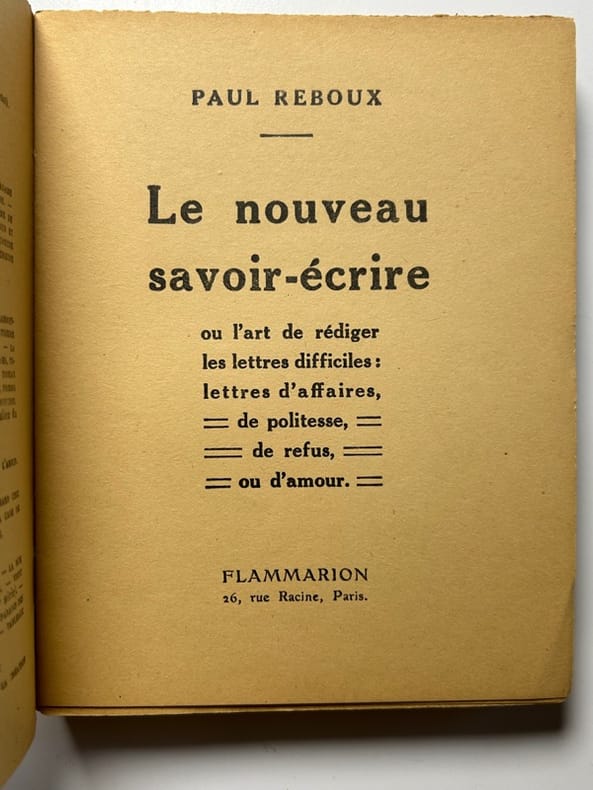 PAUL REBOUX
Le nouveau
savoir-écrire
ou l'art de rédiger
les lettres difficiles :
lettres d'affaires,
de politesse,
de refus,
ou d'amour.
FLAMMARION
26, rue Racine, Paris.